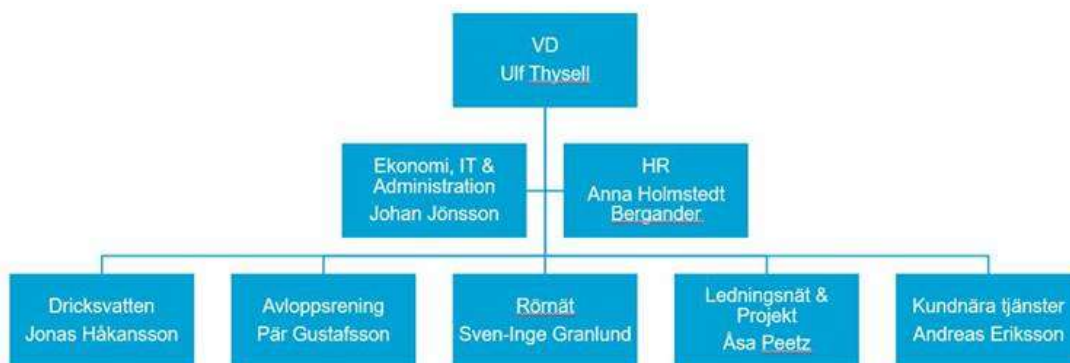 VD
Ulf Thysell
Ekonomi, IT &
Administration
Johan Jönsson
HR
Anna Holmstedt
Bergander
Dricksvatten
Jonas Håkansson
Avloppsrening
Pär Gustafsson
Rörnät
Sven-Inge Granlund
Ledningsnät &
Projekt
Åsa Peetz
Kundnära tjänster
Andreas Eriksson